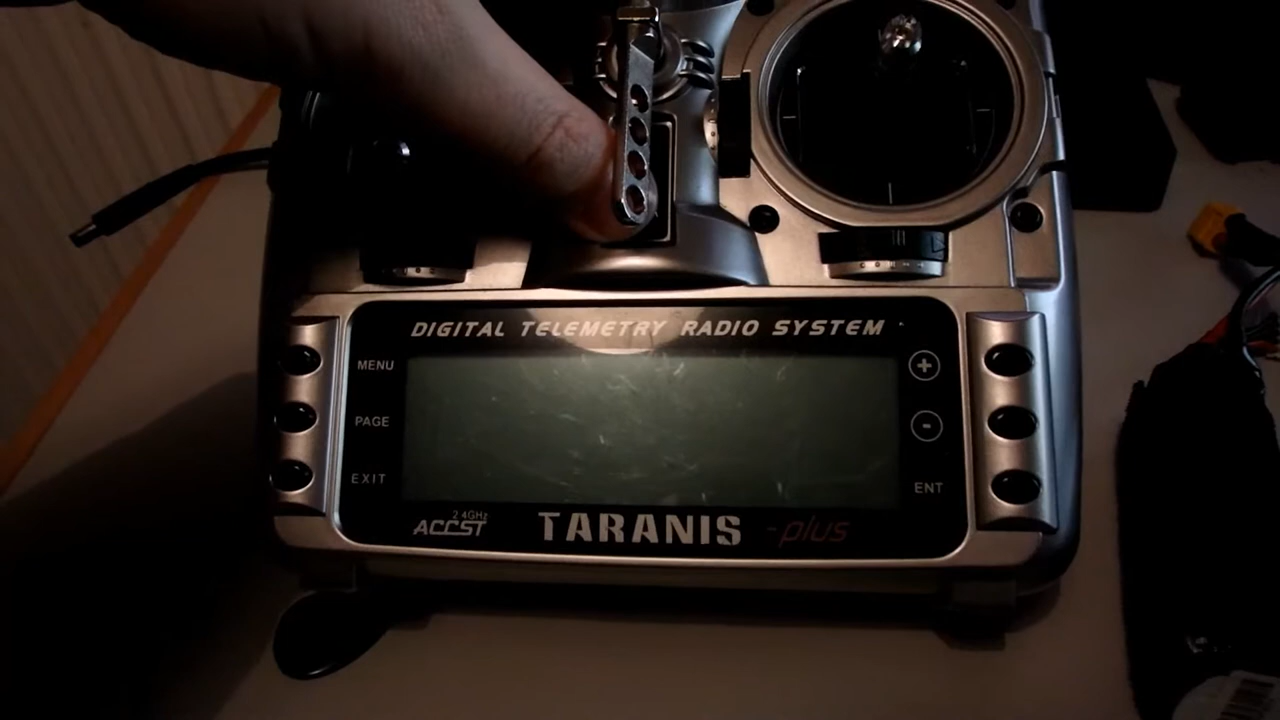 DIGITAL TELEMETRY RADIO SYSTEM
MENU
+
PAGE
-
EXIT
ENT
2.4GHz
ACCST
TARANIS -plus